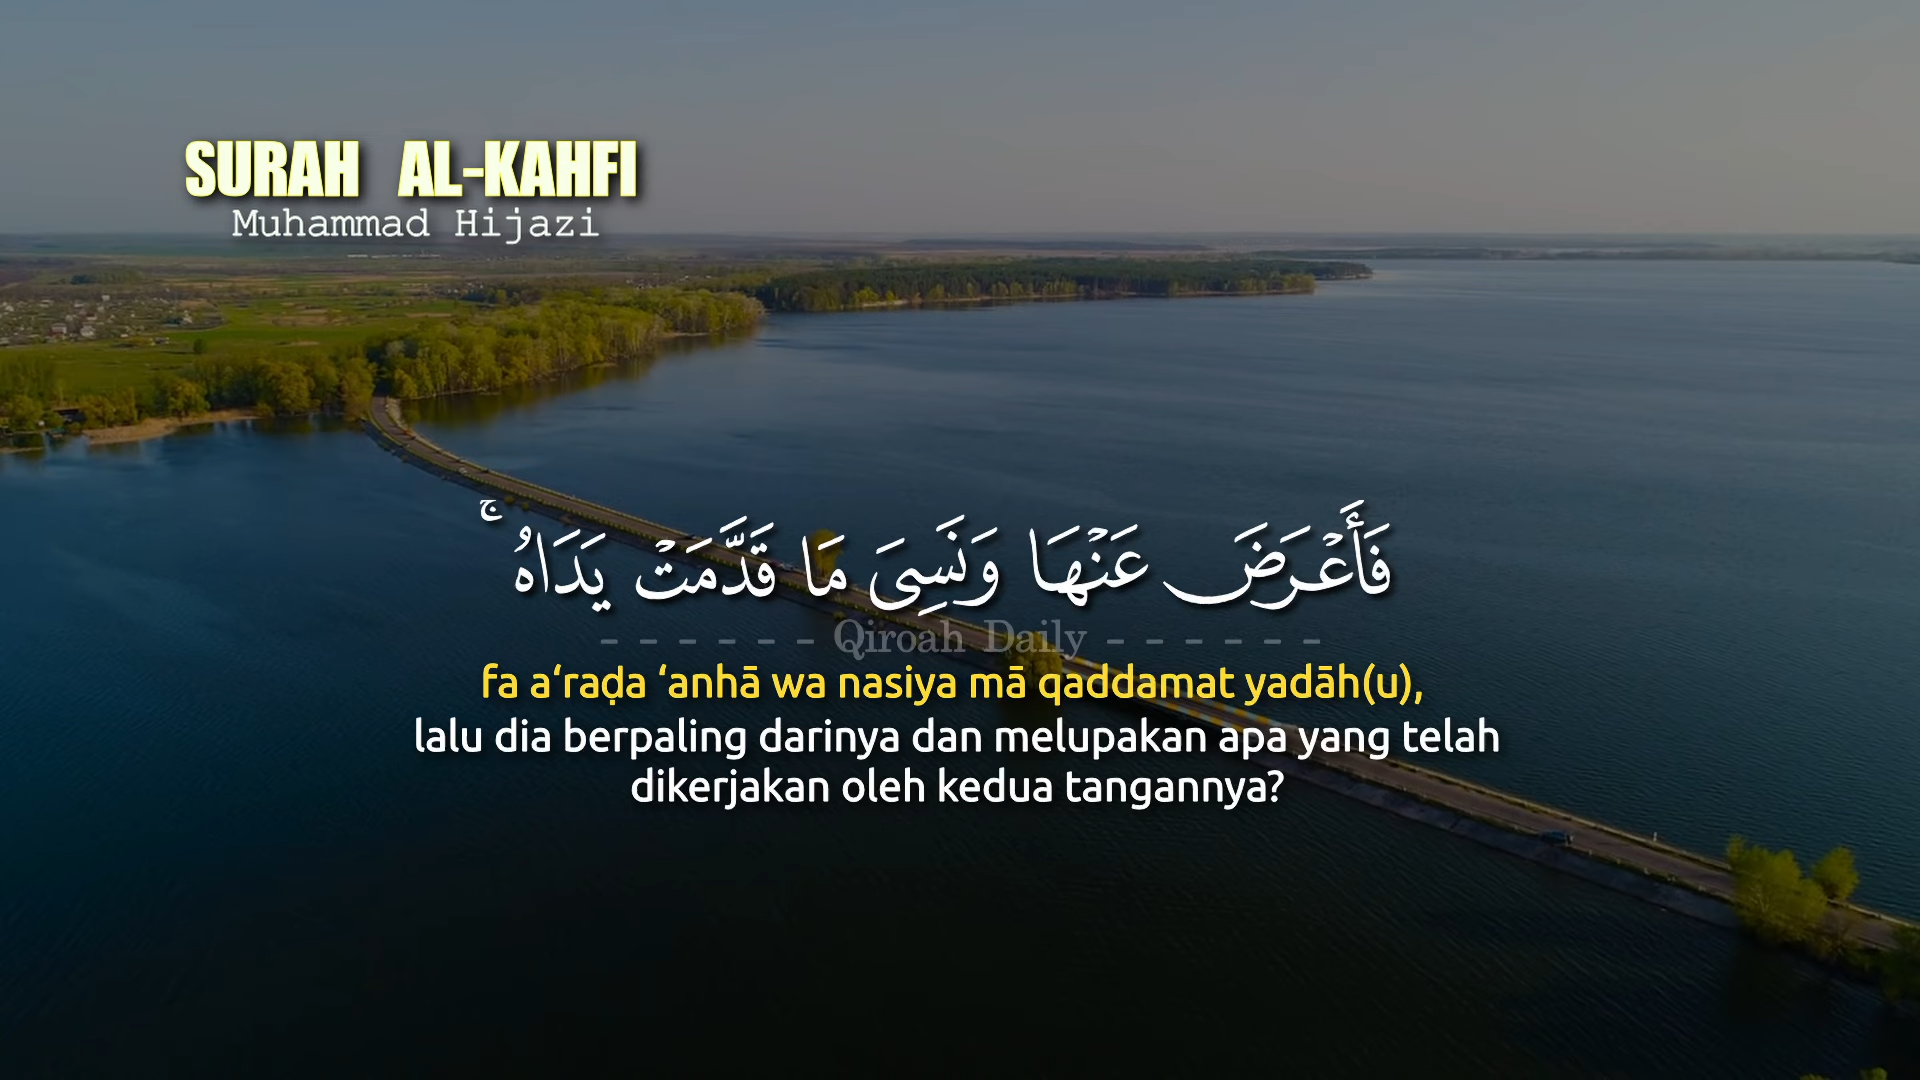 SURAH AL-KAHFI
Muhammad Hijazi
فَأَعْرَضَ عَنْهَا وَنَسِىَ مَا قَدَّمَتْ يَدَاهُ ۚ
- - - - - - Qiroah Daily - - - - - -
fa a‘raḍa ‘anhā wa nasiya mā qaddamat yadāh(u),
lalu dia berpaling darinya dan melupakan apa yang telah
dikerjakan oleh kedua tangannya?